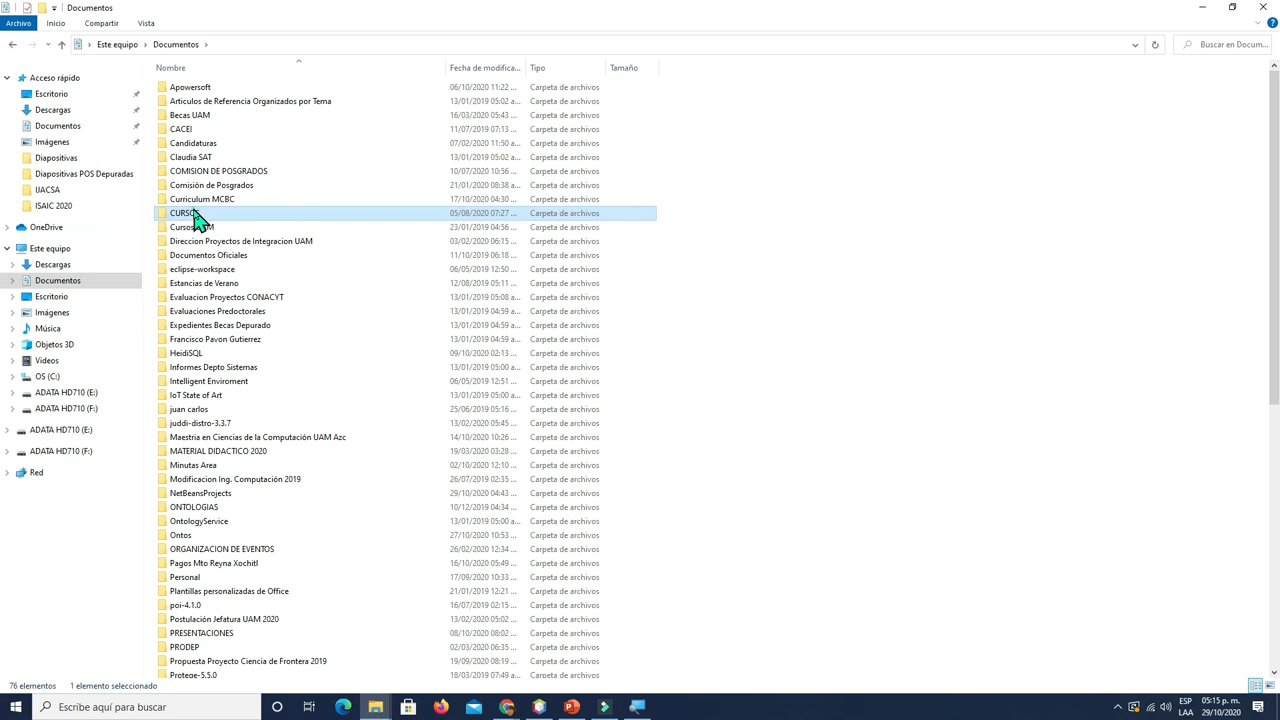 Documentos
Archivo Inicio Compartir Vista
Este equipo Documentos Buscar en Docum...
Nombre Fecha de modifica... Tipo Tamaño
Acceso rápido
Escritorio
Descargas
Documentos
Imágenes
Diapositivas
Diapositivas POS Depuradas
UACSA
ISAIC 2020
OneDrive
Este equipo
Descargas
Documentos
Escritorio
Imágenes
Música
Objetos 3D
Videos
OS (C:)
ADATA HD710 (E:)
ADATA HD710 (F:)
ADATA HD710 (E:)
ADATA HD710 (F:)
Red
Apowersoft 06/10/2020 11:22 ... Carpeta de archivos
Articulos de Referencia Organizados por Tema 13/01/2019 05:02 a... Carpeta de archivos
Becas UAM 16/03/2020 05:43 ... Carpeta de archivos
CACEI 11/07/2019 07:13 ... Carpeta de archivos
Candidaturas 07/02/2020 11:50 ... Carpeta de archivos
Claudia SAT 13/01/2019 05:02 a... Carpeta de archivos
COMISION DE POSGRADOS 10/07/2020 10:56 ... Carpeta de archivos
Comisión de Posgrados 21/01/2020 08:38 a... Carpeta de archivos
Curriculum MCBC 17/10/2020 04:30 ... Carpeta de archivos
CURSOS 05/08/2020 07:27 ... Carpeta de archivos
23/01/2019 04:56 ... Carpeta de archivos
Direccion Proyectos de Integracion UAM 03/02/2020 06:15 ... Carpeta de archivos
Documentos Oficiales 11/10/2020 06:18 ... Carpeta de archivos
eclipse-workspace 06/05/2019 12:50 ... Carpeta de archivos
Estancias de Verano 12/08/2019 05:11 ... Carpeta de archivos
Evaluacion Proyectos CONACYT 13/01/2019 05:08 a... Carpeta de archivos
Evaluaciones Predoctorales 13/01/2019 04:59 a... Carpeta de archivos
Expedientes Becas Depurado 13/01/2019 04:59 a... Carpeta de archivos
Francisco Pavon Gutierrez 13/01/2019 04:59 a... Carpeta de archivos
HeidiSQL 09/10/2020 02:13 ... Carpeta de archivos
Informes Depto Sistemas 13/01/2019 05:00 a... Carpeta de archivos
Intelligent Enviroment 06/05/2019 12:51 ... Carpeta de archivos
IoT State of Art 13/01/2019 05:00 a... Carpeta de archivos
juan carlos 25/06/2019 05:16 ... Carpeta de archivos
juddi-distro-3.3.7 13/02/2020 05:45 ... Carpeta de archivos
Maestria en Ciencias de la Computación UAM Azc 14/10/2020 10:26 ... Carpeta de archivos
MATERIAL DIDACTICO 2020 19/03/2020 03:28 ... Carpeta de archivos
Minutas Area 02/10/2020 12:10 ... Carpeta de archivos
Modificacion Ing. Computación 2019 26/07/2019 02:35 ... Carpeta de archivos
NetBeansProjects 29/10/2020 04:43 ... Carpeta de archivos
ONTOLOGIAS 10/12/2019 04:34 ... Carpeta de archivos
OntologyService 13/01/2019 05:00 a... Carpeta de archivos
Ontos 27/10/2020 10:53 ... Carpeta de archivos
ORGANIZACION DE EVENTOS 26/02/2020 12:34 ... Carpeta de archivos
Pagos Mto Reyna Xochitl 16/10/2020 05:49 ... Carpeta de archivos
Personal 17/09/2020 10:33 ... Carpeta de archivos
Plantillas personalizadas de Office 21/01/2019 12:21 ... Carpeta de archivos
poi-4.1.0 16/07/2019 02:15 ... Carpeta de archivos
Postulación Jefatura UAM 2020 13/02/2020 05:02 ... Carpeta de archivos
PRESENTACIONES 08/10/2020 08:02 ... Carpeta de archivos
PRODEP 02/03/2020 06:35 ... Carpeta de archivos
Propuesta Proyecto Ciencia de Frontera 2019 19/09/2020 08:19 ... Carpeta de archivos
Protege-5.5.0 18/03/2019 07:49 a... Carpeta de archivos
76 elementos 1 elemento seleccionado
Escribe aquí para buscar
ESP 05:15 p. m.
LAA 29/10/2020